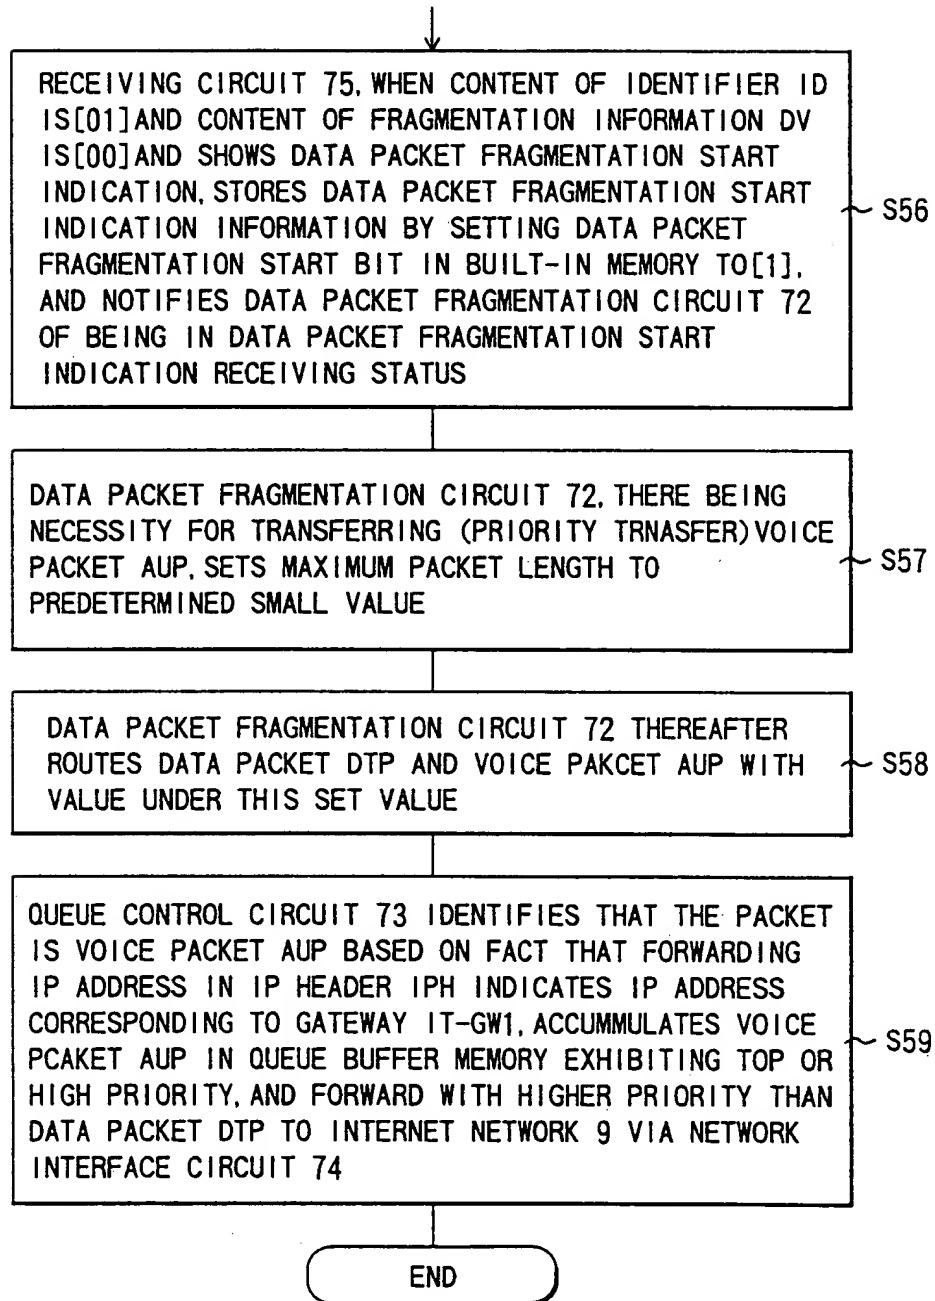 RECEIVING CIRCUIT 75, WHEN CONTENT OF IDENTIFIER ID
IS[01]AND CONTENT OF FRAGMENTATION INFORMATION DV
IS[00]AND SHOWS DATA PACKET FRAGMENTATION START
INDICATION, STORES DATA PACKET FRAGMENTATION START
INDICATION INFORMATION BY SETTING DATA PACKET
FRAGMENTATION START BIT IN BUILT-IN MEMORY TO[1],
AND NOTIFIES DATA PACKET FRAGMENTATION CIRCUIT 72
OF BEING IN DATA PACKET FRAGMENTATION START
INDICATION RECEIVING STATUS
S56
DATA PACKET FRAGMENTATION CIRCUIT 72, THERE BEING
NECESSITY FOR TRANSFERRING (PRIORITY TRNASFER)VOICE
PACKET AUP, SETS MAXIMUM PACKET LENGTH TO
PREDETERMINED SMALL VALUE
S57
DATA PACKET FRAGMENTATION CIRCUIT 72 THEREAFTER
ROUTES DATA PACKET DTP AND VOICE PAKCET AUP WITH
VALUE UNDER THIS SET VALUE
S58
QUEUE CONTROL CIRCUIT 73 IDENTIFIES THAT THE PACKET
IS VOICE PACKET AUP BASED ON FACT THAT FORWARDING
IP ADDRESS IN IP HEADER IPH INDICATES IP ADDRESS
CORRESPONDING TO GATEWAY IT-GW1, ACCUMMULATES VOICE
PCAKET AUP IN QUEUE BUFFER MEMORY EXHIBITING TOP OR
HIGH PRIORITY, AND FORWARD WITH HIGHER PRIORITY THAN
DATA PACKET DTP TO INTERNET NETWORK 9 VIA NETWORK
INTERFACE CIRCUIT 74
S59
END